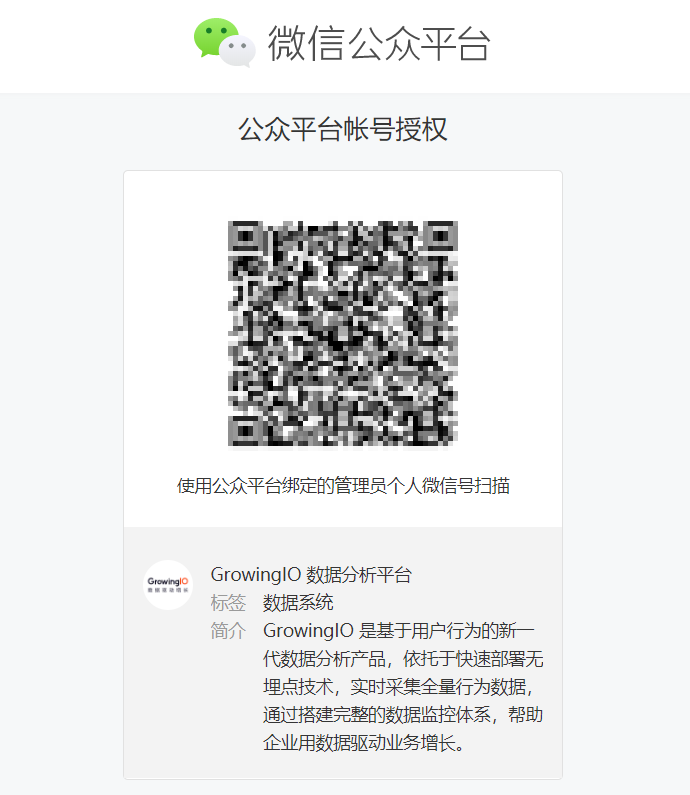 微信公众平台
公众平台帐号授权
使用公众平台绑定的管理员个人微信号扫描
GrowingIO
数据驱动增长
GrowingIO 数据分析平台
标签 数据系统
简介 GrowingIO 是基于用户行为的新一
代数据分析产品，依托于快速部署无
埋点技术，实时采集全量行为数据，
通过搭建完整的数据监控体系，帮助
企业用数据驱动业务增长。